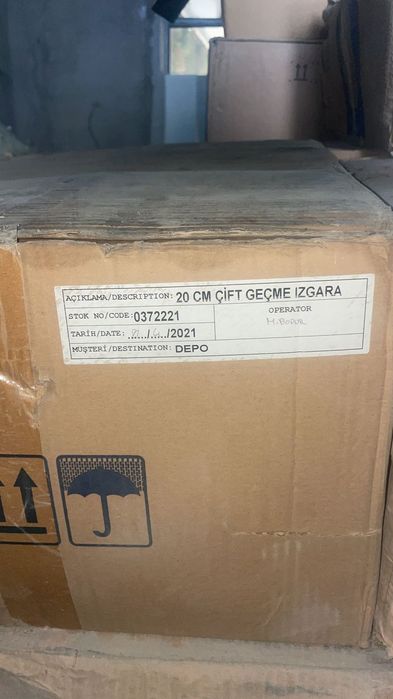 AÇIKLAMA/DESCRIPTION: 20 CM ÇİFT GEÇME IZGARA
STOK NO/CODE: 0372221
OPERATOR
TARİH/DATE: ..../..../2021
H. BODUR
MÜŞTERİ/DESTINATION: DEPO